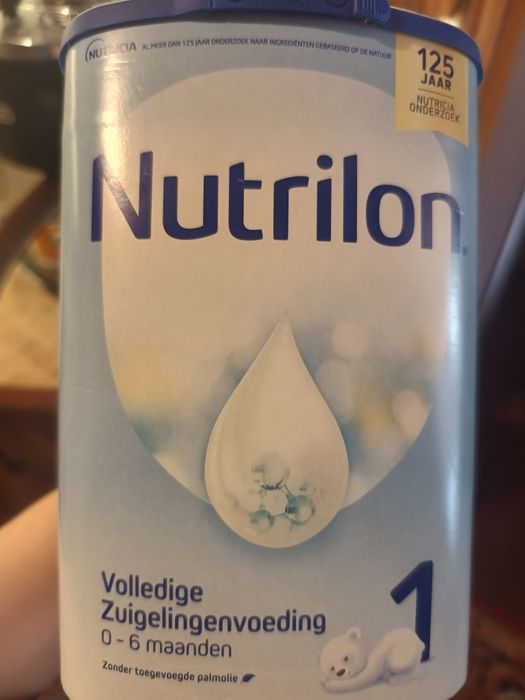 NUTRICIA AL MEER DAN 125 JAAR ONDERZOEK NAAR INGREDIËNTEN GEBASEERD OP DE NATUUR
125
JAAR
NUTRICIA
ONDERZOEK
Nutrilon®
Volledige
Zuigelingenvoeding
0 - 6 maanden
1
Zonder toegevoegde palmolie